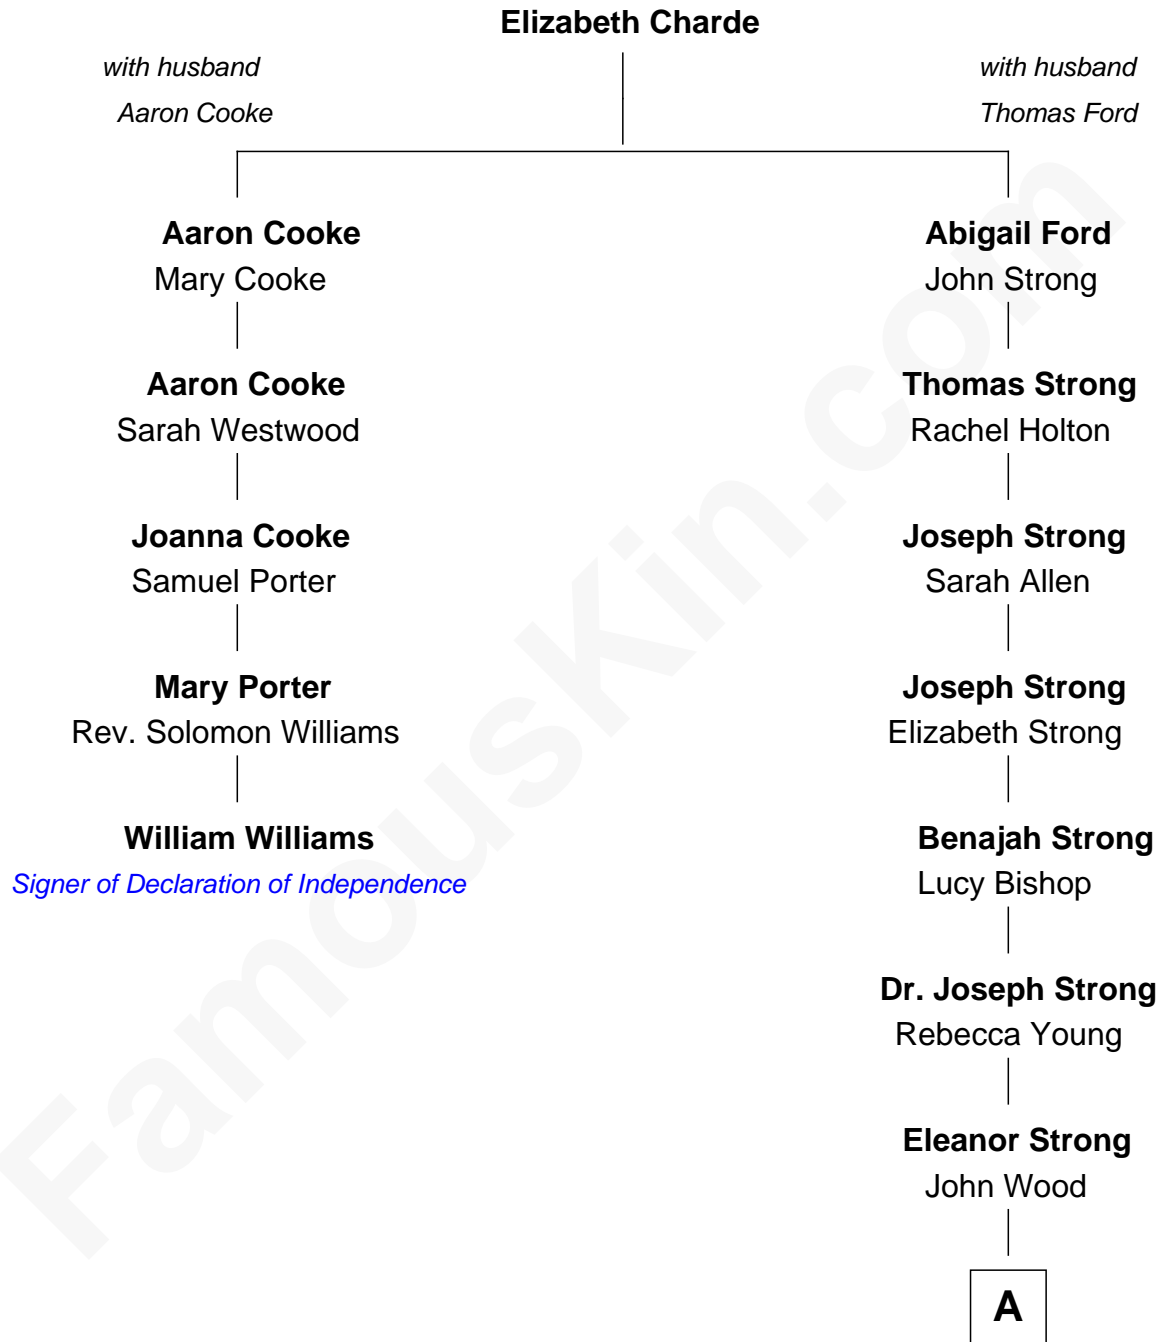 Elizabeth Charde
with husband
Aaron Cooke
with husband
Thomas Ford
Aaron Cooke
Mary Cooke
Abigail Ford
John Strong
Aaron Cooke
Sarah Westwood
Thomas Strong
Rachel Holton
Joanna Cooke
Samuel Porter
Joseph Strong
Sarah Allen
Mary Porter
Rev. Solomon Williams
Joseph Strong
Elizabeth Strong
William Williams
Signer of Declaration of Independence
Benajah Strong
Lucy Bishop
Dr. Joseph Strong
Rebecca Young
Eleanor Strong
John Wood
A
FamousKin.com